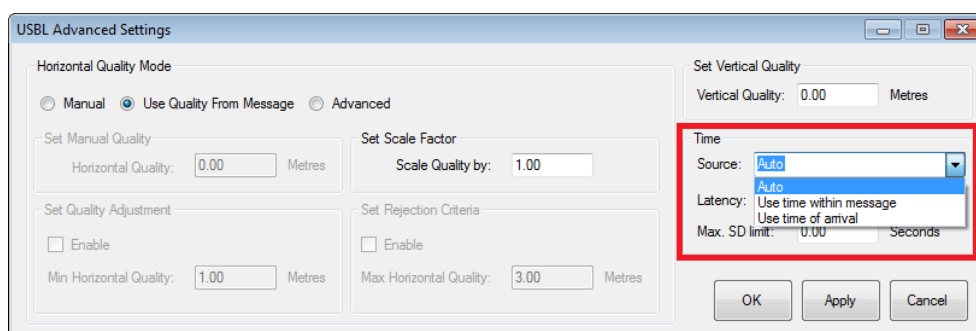 USBL Advanced Settings
Horizontal Quality Mode
Manual Use Quality From Message Advanced
Set Manual Quality
Horizontal Quality: 0.00 Metres
Set Scale Factor
Scale Quality by: 1.00
Set Quality Adjustment
Enable
Min Horizontal Quality: 1.00 Metres
Set Rejection Criteria
Enable
Max Horizontal Quality: 3.00 Metres
Set Vertical Quality
Vertical Quality: 0.00 Metres
Time
Source: Auto
Auto
Use time within message
Use time of arrival
Latency:
Max. SD limit: 0.00 Seconds
OK Apply Cancel